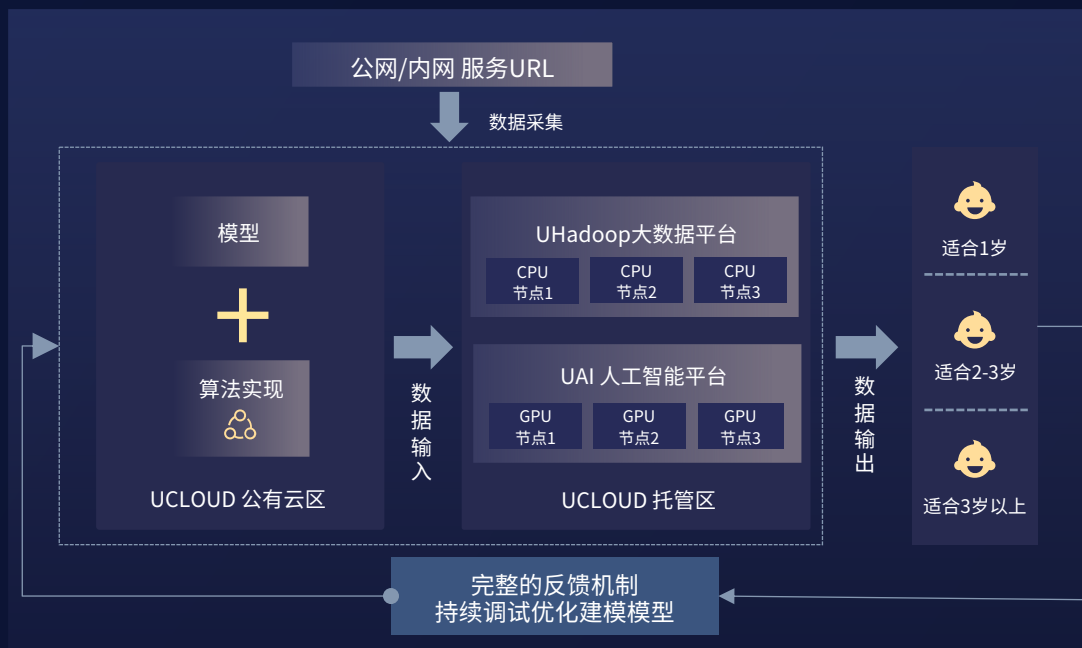 公网/内网 服务URL
数据采集
模型
算法实现
UCLOUD 公有云区
数据输入
UHadoop大数据平台
CPU
节点1
CPU
节点2
CPU
节点3
UAI 人工智能平台
GPU
节点1
GPU
节点2
GPU
节点3
UCLOUD 托管区
数据输出
适合1岁
适合2-3岁
适合3岁以上
完整的反馈机制
持续调试优化建模模型